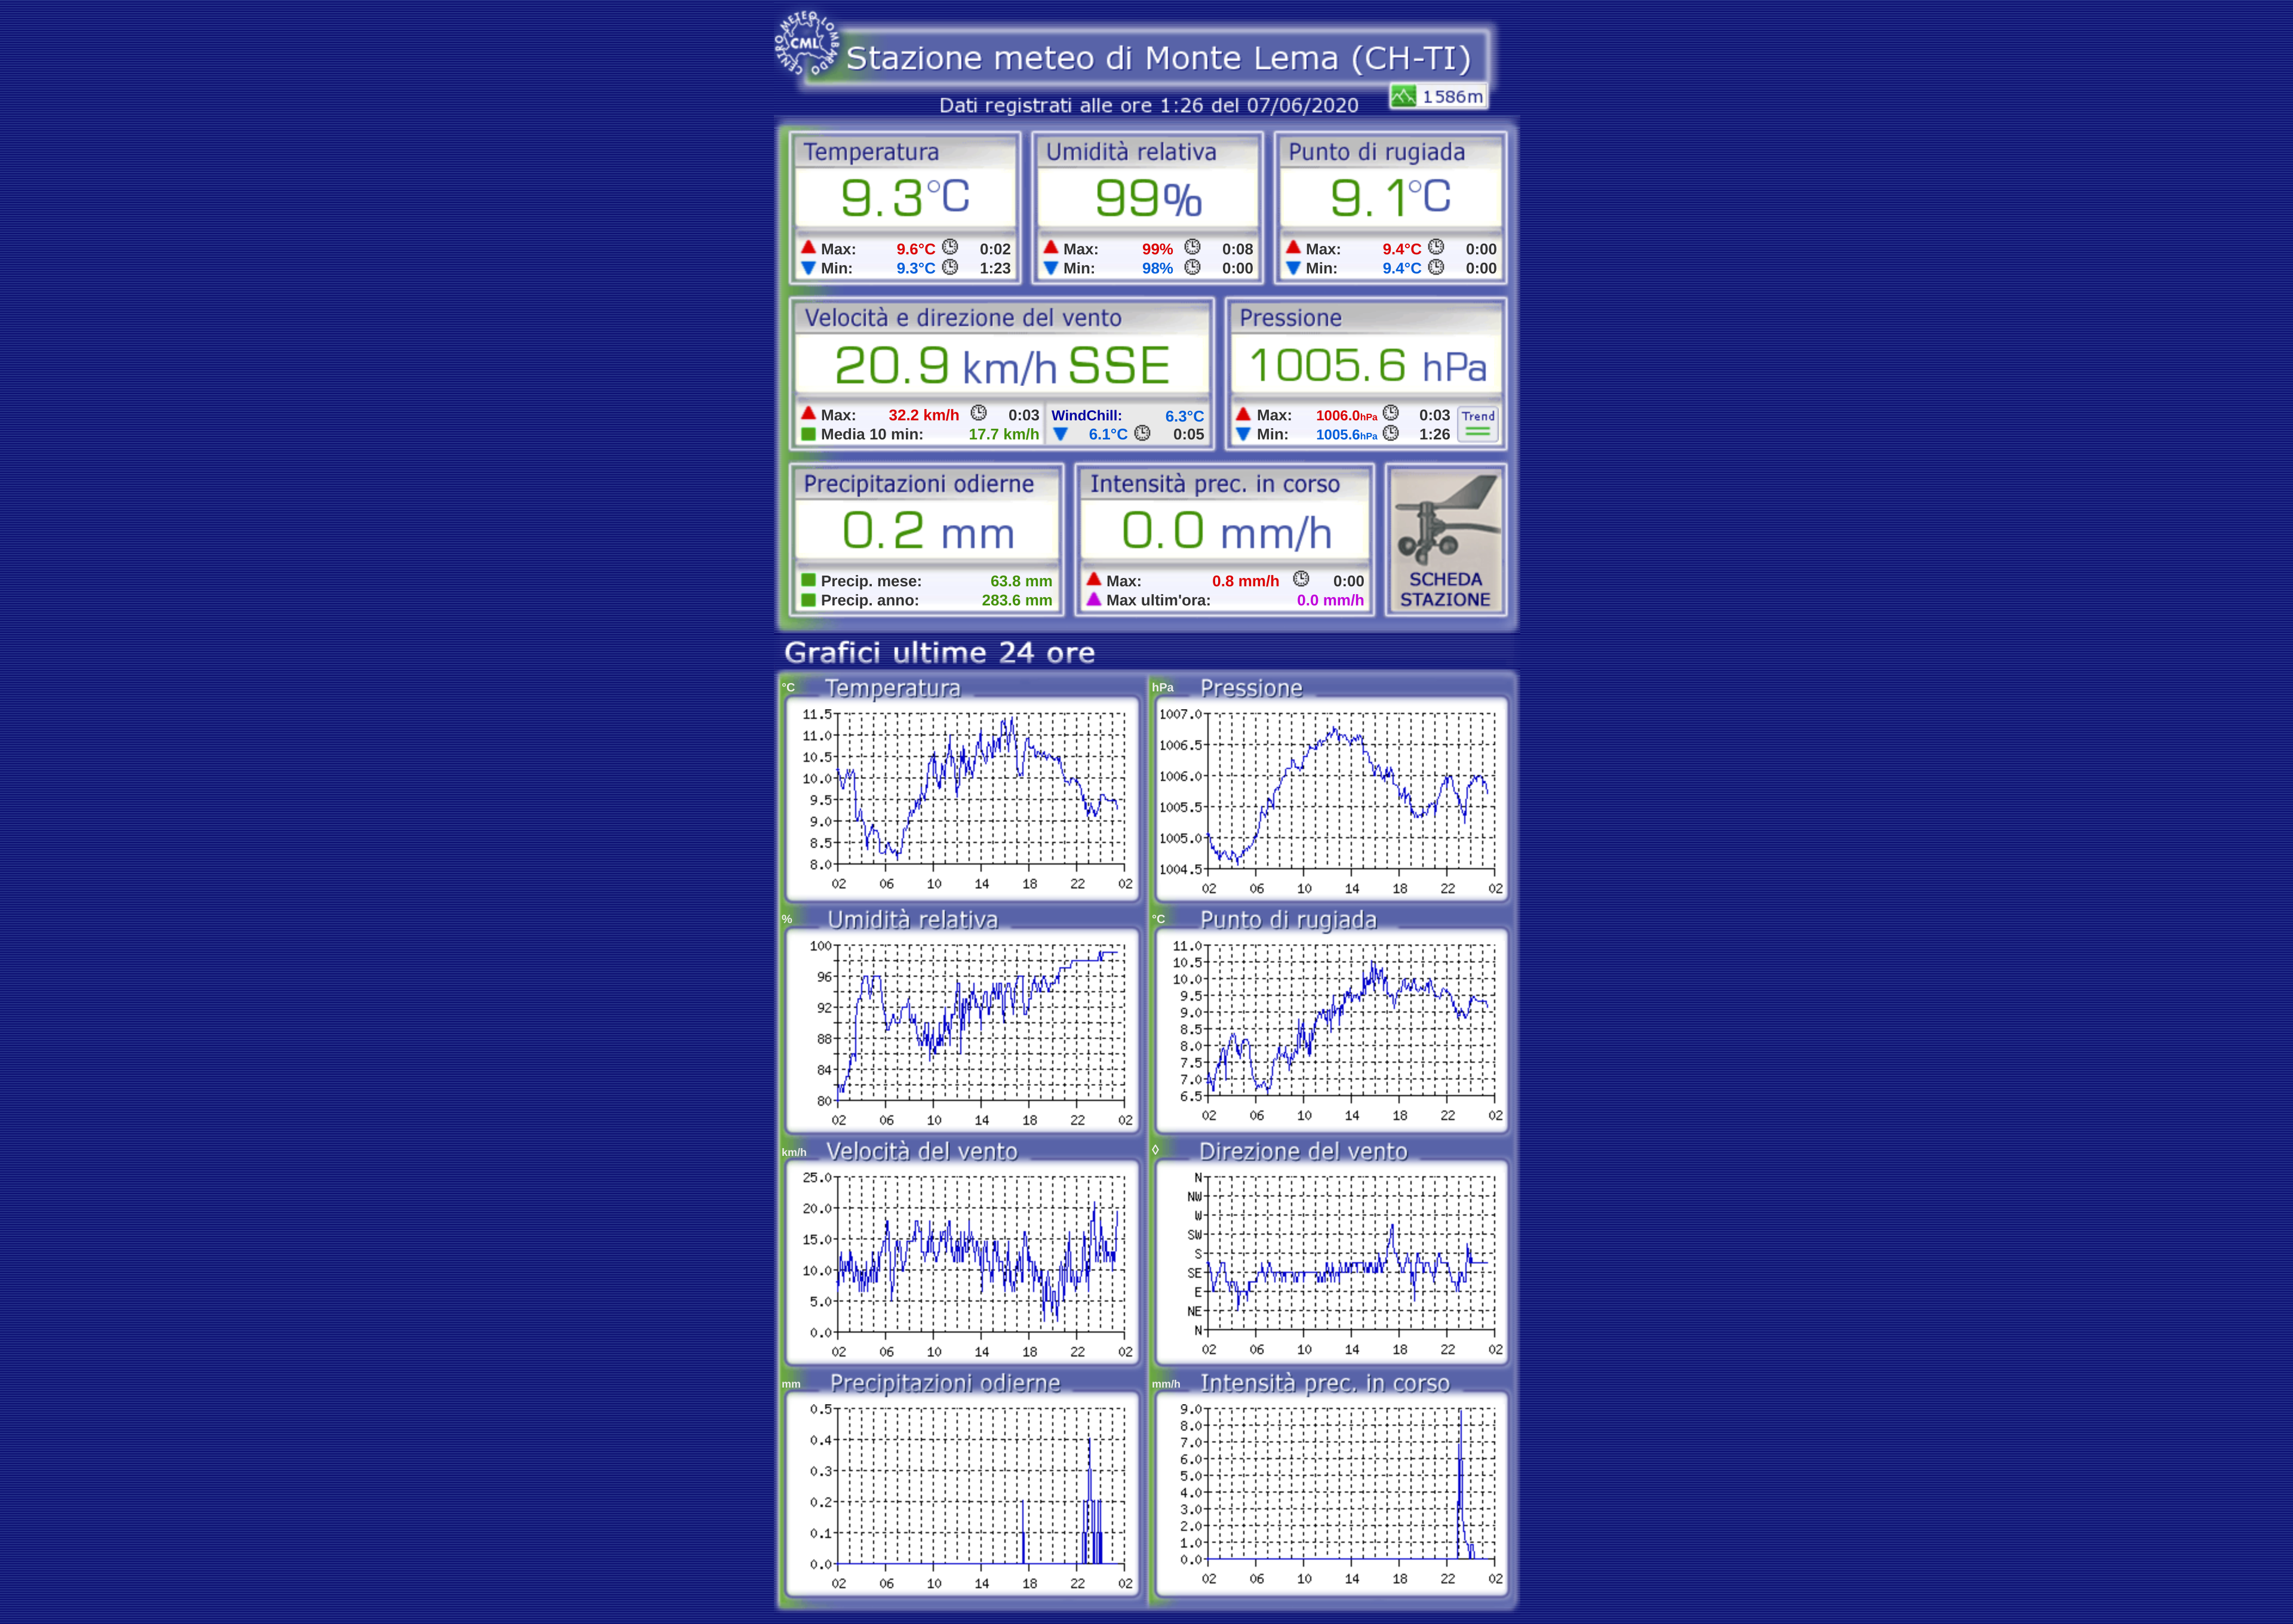 CENTRO METEO LOMBARDO
CML
Stazione meteo di Monte Lema (CH-TI)
1586m
Dati registrati alle ore 1:26 del 07/06/2020
Temperatura
9.3°C
Max: 9.6°C 0:02
Min: 9.3°C 1:23
Umidità relativa
99%
Max: 99% 0:08
Min: 98% 0:00
Punto di rugiada
9.1°C
Max: 9.4°C 0:00
Min: 9.4°C 0:00
Velocità e direzione del vento
20.9 km/h SSE
Max: 32.2 km/h 0:03
Media 10 min: 17.7 km/h
WindChill: 6.3°C
6.1°C 0:05
Pressione
1005.6 hPa
Max: 1006.0hPa 0:03
Min: 1005.6hPa 1:26
Trend
Precipitazioni odierne
0.2 mm
Precip. mese: 63.8 mm
Precip. anno: 283.6 mm
Intensità prec. in corso
0.0 mm/h
Max: 0.8 mm/h 0:00
Max ultim'ora: 0.0 mm/h
SCHEDA
STAZIONE
Grafici ultime 24 ore
°C Temperatura
11.5
11.0
10.5
10.0
9.5
9.0
8.5
8.0
02 06 10 14 18 22 02
hPa Pressione
1007.0
1006.5
1006.0
1005.5
1005.0
1004.5
02 06 10 14 18 22 02
% Umidità relativa
100
96
92
88
84
80
02 06 10 14 18 22 02
°C Punto di rugiada
11.0
10.5
10.0
9.5
9.0
8.5
8.0
7.5
7.0
6.5
02 06 10 14 18 22 02
km/h Velocità del vento
25.0
20.0
15.0
10.0
5.0
0.0
02 06 10 14 18 22 02
◊ Direzione del vento
N
NW
W
SW
S
SE
E
NE
N
02 06 10 14 18 22 02
mm Precipitazioni odierne
0.5
0.4
0.3
0.2
0.1
0.0
02 06 10 14 18 22 02
mm/h Intensità prec. in corso
9.0
8.0
7.0
6.0
5.0
4.0
3.0
2.0
1.0
0.0
02 06 10 14 18 22 02